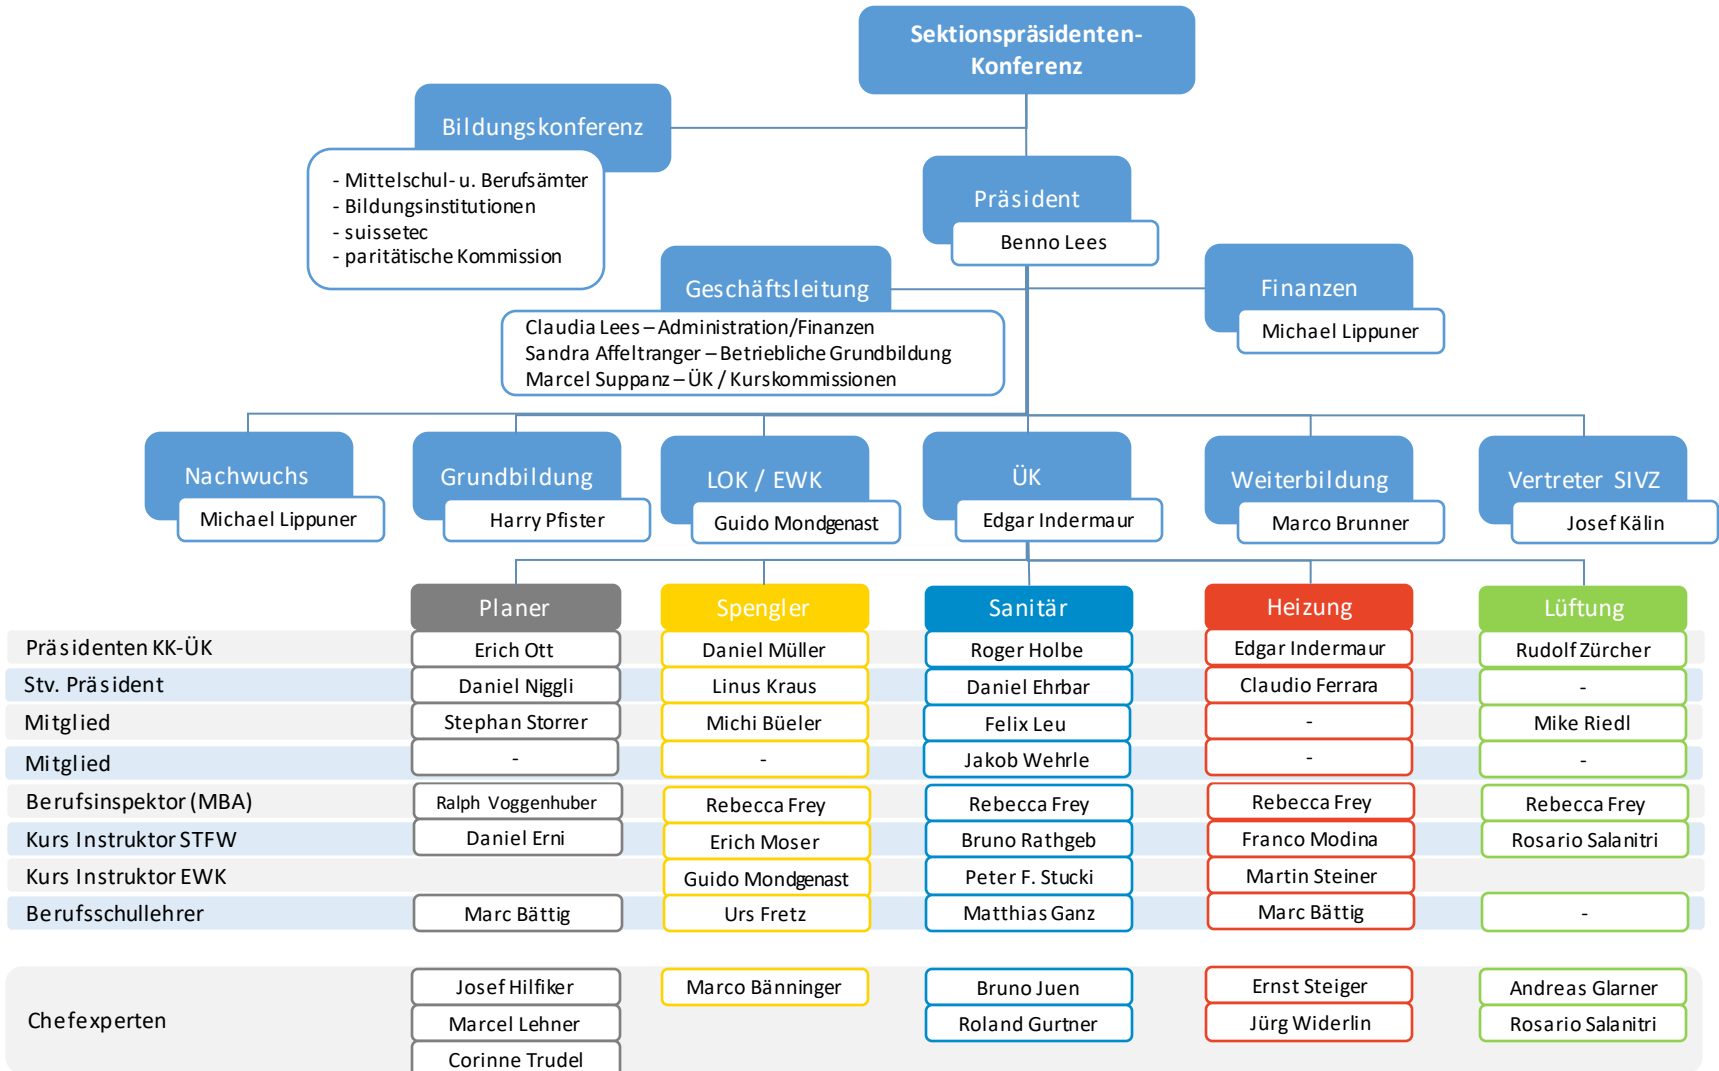 Sektionspräsidenten-
Konferenz
Bildungskonferenz
- Mittelschul- u. Berufsämter
- Bildungsinstitutionen
- suissetec
- paritätische Kommission
Präsident
Benno Lees
Geschäftsleitung
Claudia Lees – Administration/Finanzen
Sandra Affeltranger – Betriebliche Grundbildung
Marcel Suppanz – ÜK / Kurskommissionen
Finanzen
Michael Lippuner
Nachwuchs
Michael Lippuner
Grundbildung
Harry Pfister
LOK / EWK
Guido Mondgenast
ÜK
Edgar Indermaur
Weiterbildung
Marco Brunner
Vertreter SIVZ
Josef Kälin
Planer Spengler Sanitär Heizung Lüftung
Präsidenten KK-ÜK Erich Ott Daniel Müller Roger Holbe Edgar Indermaur Rudolf Zürcher
Stv. Präsident Daniel Niggli Linus Kraus Daniel Ehrbar Claudio Ferrara -
Mitglied Stephan Storrer Michi Büeler Felix Leu - Mike Riedl
Mitglied - - Jakob Wehrle - -
Berufsinspektor (MBA) Ralph Voggenhuber Rebecca Frey Rebecca Frey Rebecca Frey Rebecca Frey
Kurs Instruktor STFW Daniel Erni Erich Moser Bruno Rathgeb Franco Modina Rosario Salanitri
Kurs Instruktor EWK Guido Mondgenast Peter F. Stucki Martin Steiner
Berufsschullehrer Marc Bättig Urs Fretz Matthias Ganz Marc Bättig -
Chefexperten
Josef Hilfiker Marco Bänninger Bruno Juen Ernst Steiger Andreas Glarner
Marcel Lehner Roland Gurtner Jürg Widerlin Rosario Salanitri
Corinne Trudel